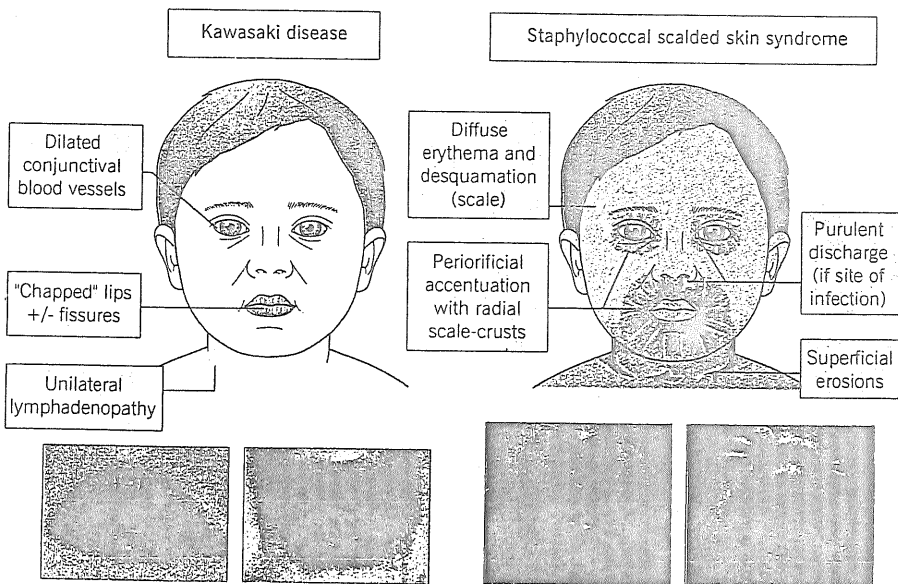 Kawasaki disease
Dilated
conjunctival
blood vessels
"Chapped" lips
+/- fissures
Unilateral
lymphadenopathy
Staphylococcal scalded skin syndrome
Diffuse
erythema and
desquamation
(scale)
Periorificial
accentuation
with radial
scale-crusts
Purulent
discharge
(if site of
infection)
Superficial
erosions